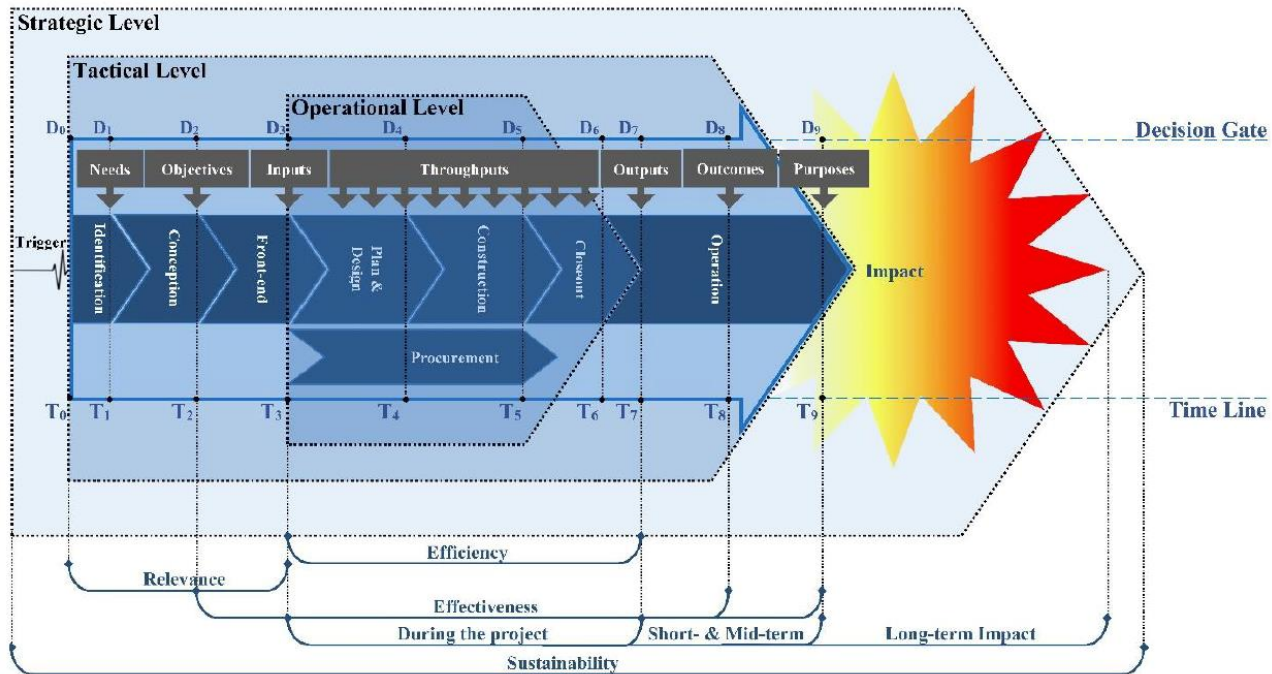 Strategic Level
Tactical Level
Operational Level
D₀ D₁ D₂ D₃ D₄ D₅ D₆ D₇ D₈ D₉
Decision Gate
Needs Objectives Inputs Throughputs Outputs Outcomes Purposes
Trigger
Identification
Conception
Front-end
Plan &
Design
Construction
Closeout
Operation
Impact
Procurement
T₀ T₁ T₂ T₃ T₄ T₅ T₆ T₇ T₈ T₉
Time Line
Efficiency
Relevance
Effectiveness
During the project Short- & Mid-term Long-term Impact
Sustainability